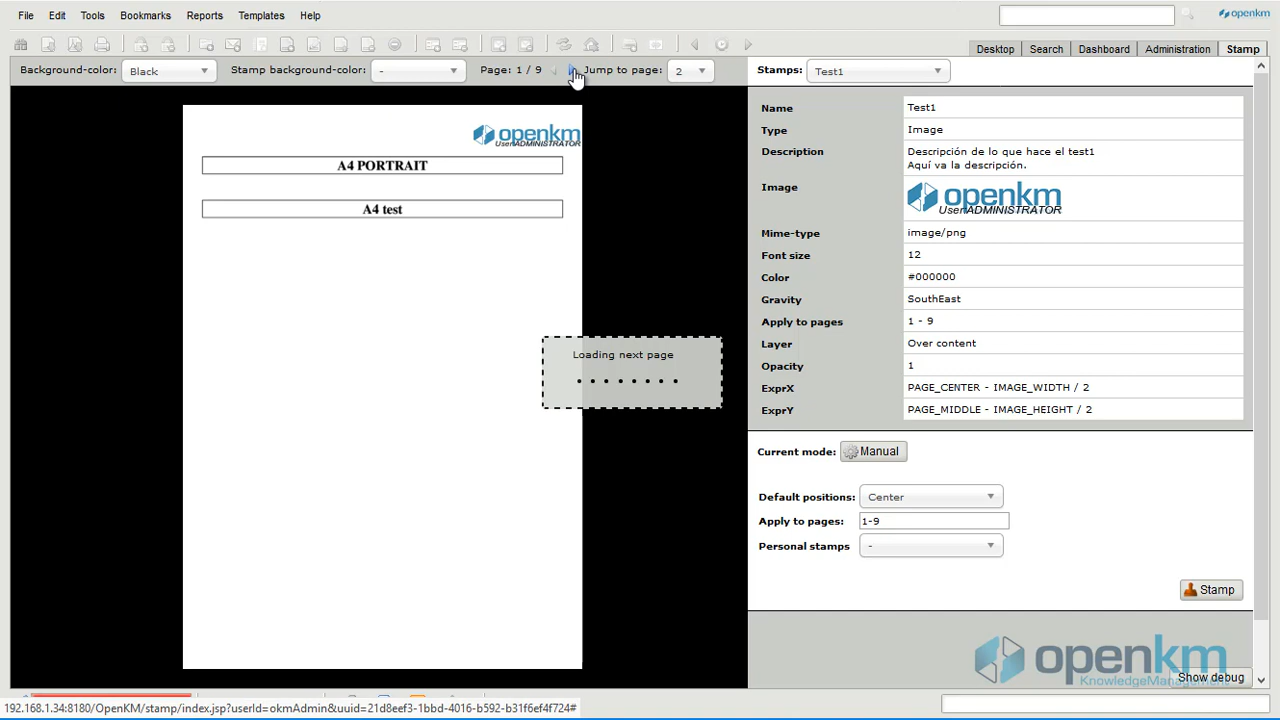 File Edit Tools Bookmarks Reports Templates Help
openkm
Desktop Search Dashboard Administration Stamp
Background-color: Black Stamp background-color: - Page: 1 / 9 Jump to page: 2
Stamps: Test1
openkm
UserADMINISTRATOR
A4 PORTRAIT
A4 test
Loading next page
Name Test1
Type Image
Description Descripción de lo que hace el test1
Aquí va la descripción.
Image openkm
UserADMINISTRATOR
Mime-type image/png
Font size 12
Color #000000
Gravity SouthEast
Apply to pages 1 - 9
Layer Over content
Opacity 1
ExprX PAGE_CENTER - IMAGE_WIDTH / 2
ExprY PAGE_MIDDLE - IMAGE_HEIGHT / 2
Current mode: Manual
Default positions: Center
Apply to pages: 1-9
Personal stamps -
Stamp
openkm
KnowledgeManagement
Show debug
192.168.1.34:8180/OpenKM/stamp/index.jsp?userId=okmAdmin&uuid=21d8eef3-1bbd-4016-b592-b31f6ef4f724#